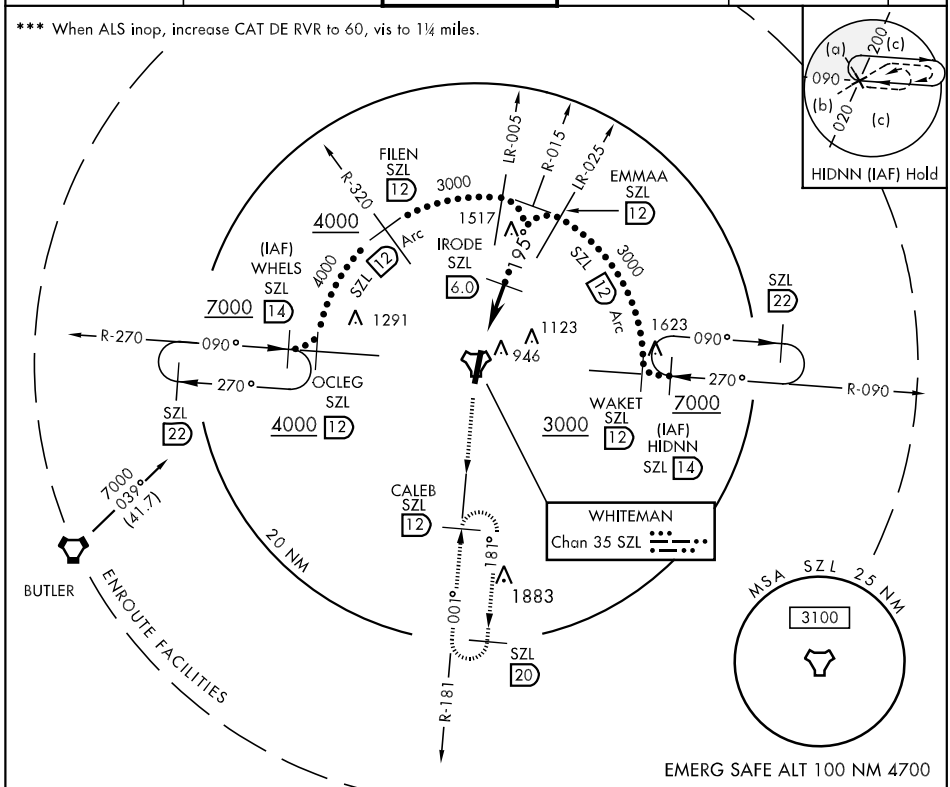 *** When ALS inop, increase CAT DE RVR to 60, vis to 1¼ miles.
(a)
200
(c)
090
(b)
020
(c)
HIDNN (IAF) Hold
LR-005
R-015
LR-025
R-320
FILEN
SZL
12
3000
EMMAA
SZL
12
4000
1517
195°
IRODE
SZL
6.0
4000
SZL 12 Arc
SZL 12 Arc
3000
(IAF)
WHELS
SZL
14
7000
1291
1123
946
1623
SZL
22
R-270
090°
270°
090°
270°
R-090
OCLEG
SZL
4000 12
SZL
22
WAKET
SZL
3000 12
7000
(IAF)
HIDNN
SZL 14
7000
039°
(41.7)
BUTLER
CALEB
SZL
12
WHITEMAN
Chan 35 SZL
20 NM
181°
001°
1883
SZL
20
R-181
ENROUTE FACILITIES
MSA SZL 25 NM
3100
EMERG SAFE ALT 100 NM 4700